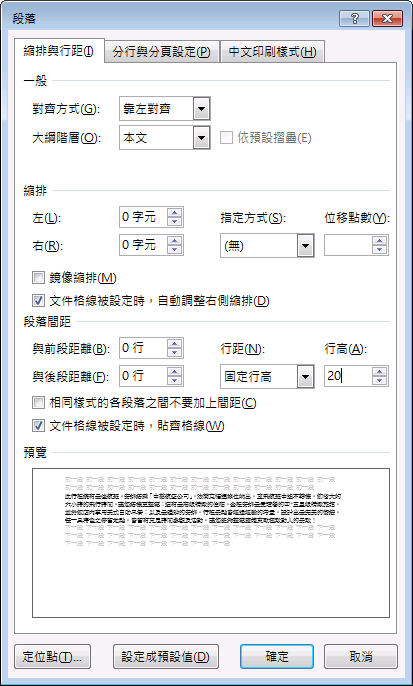 段落
縮排與行距(I) 分行與分頁設定(P) 中文印刷樣式(H)
一般
對齊方式(G): 靠左對齊
大綱階層(O): 本文 依預設摺疊(E)
縮排
左(L): 0 字元 指定方式(S): 位移點數(Y):
右(R): 0 字元 (無)
鏡像縮排(M)
文件格線被設定時，自動調整右側縮排(D)
段落間距
與前段距離(B): 0 行 行距(N): 行高(A):
與後段距離(F): 0 行 固定行高 20
相同樣式的各段落之間不要加上間距(C)
文件格線被設定時，貼齊格線(W)
預覽
定位點(T)... 設定成預設值(D) 確定 取消